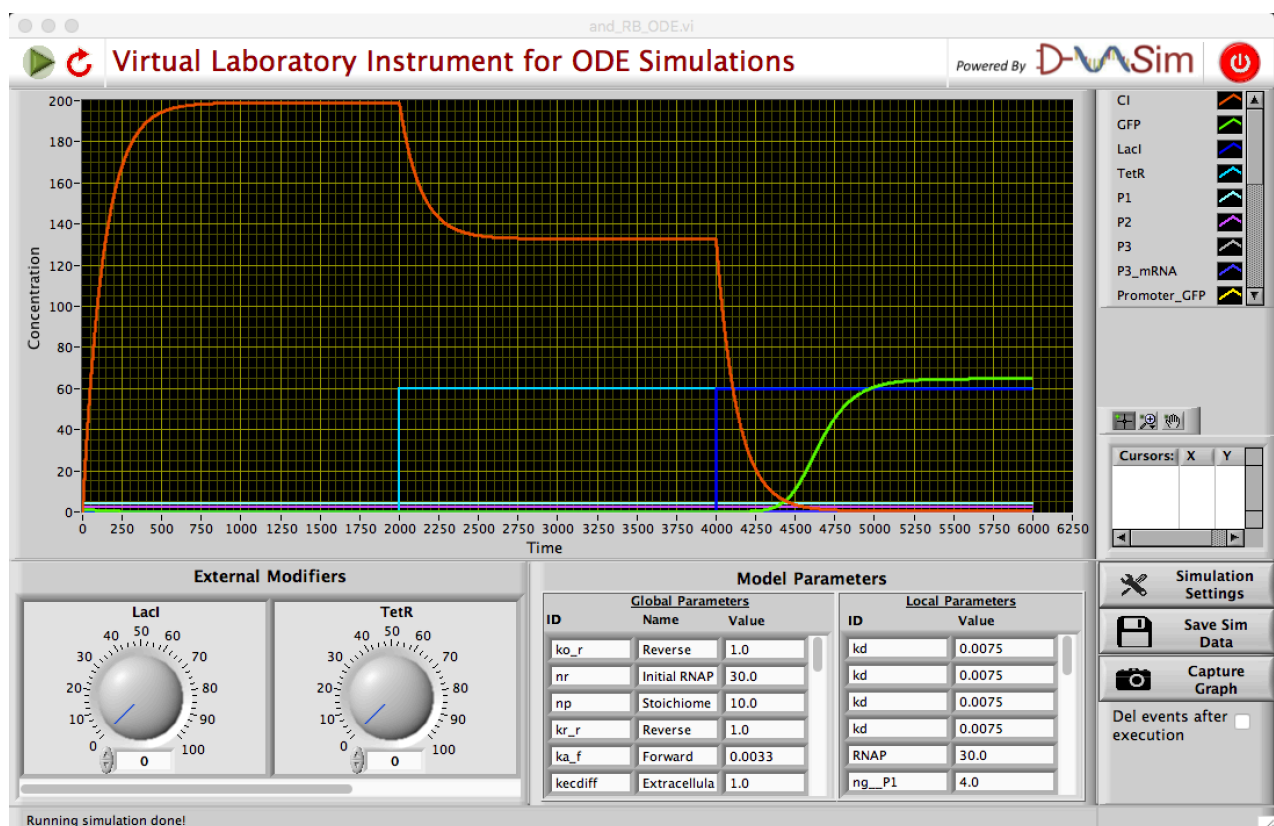 and_RB_ODE.vi
Virtual Laboratory Instrument for ODE Simulations
Powered By D-VASim
Concentration
200
180
160
140
120
100
80
60
40
20
0
0 250 500 750 1000 1250 1500 1750 2000 2250 2500 2750 3000 3250 3500 3750 4000 4250 4500 4750 5000 5250 5500 5750 6000 6250
Time
CI
GFP
LacI
TetR
P1
P2
P3
P3_mRNA
Promoter_GFP
Cursors: X Y
External Modifiers
LacI
0 10 20 30 40 50 60 70 80 90 100
0
TetR
0 10 20 30 40 50 60 70 80 90 100
0
Model Parameters
Global Parameters
ID Name Value
ko_r Reverse 1.0
nr Initial RNAP 30.0
np Stoichiome 10.0
kr_r Reverse 1.0
ka_f Forward 0.0033
kecdiff Extracellula 1.0
Local Parameters
ID Value
kd 0.0075
kd 0.0075
kd 0.0075
kd 0.0075
RNAP 30.0
ng__P1 4.0
Simulation
Settings
Save Sim
Data
Capture
Graph
Del events after
execution
Running simulation done!